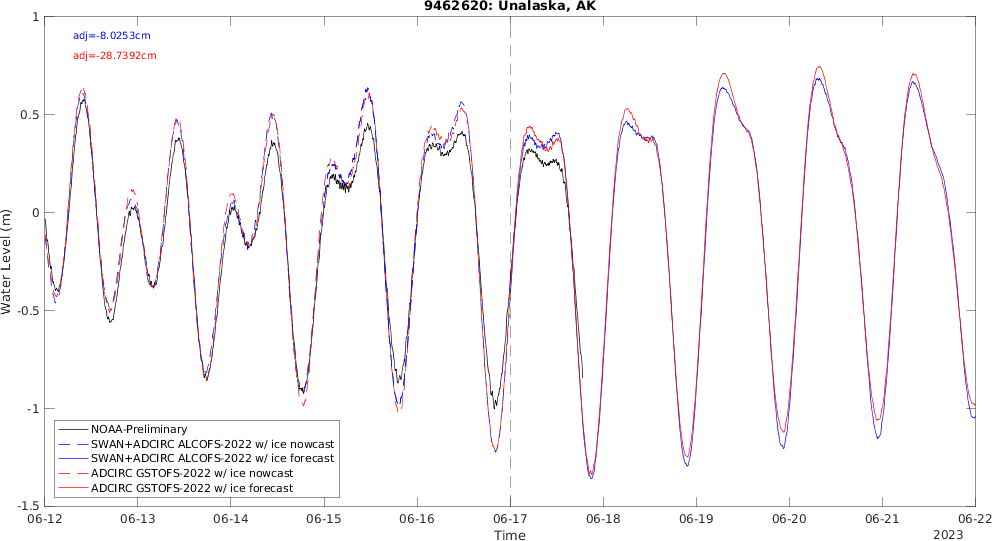 9462620: Unalaska, AK
adj=-8.0253cm
adj=-28.7392cm
1
0.5
0
-0.5
-1
-1.5
Water Level (m)
NOAA-Preliminary
SWAN+ADCIRC ALCOFS-2022 w/ ice nowcast
SWAN+ADCIRC ALCOFS-2022 w/ ice forecast
ADCIRC GSTOFS-2022 w/ ice nowcast
ADCIRC GSTOFS-2022 w/ ice forecast
06-12 06-13 06-14 06-15 06-16 06-17 06-18 06-19 06-20 06-21 06-22
Time
2023